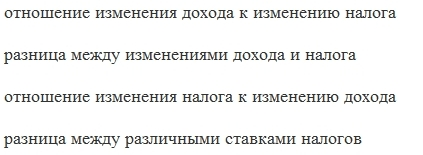 отношение изменения дохода к изменению налога
разница между изменениями дохода и налога
отношение изменения налога к изменению дохода
разница между различными ставками налогов